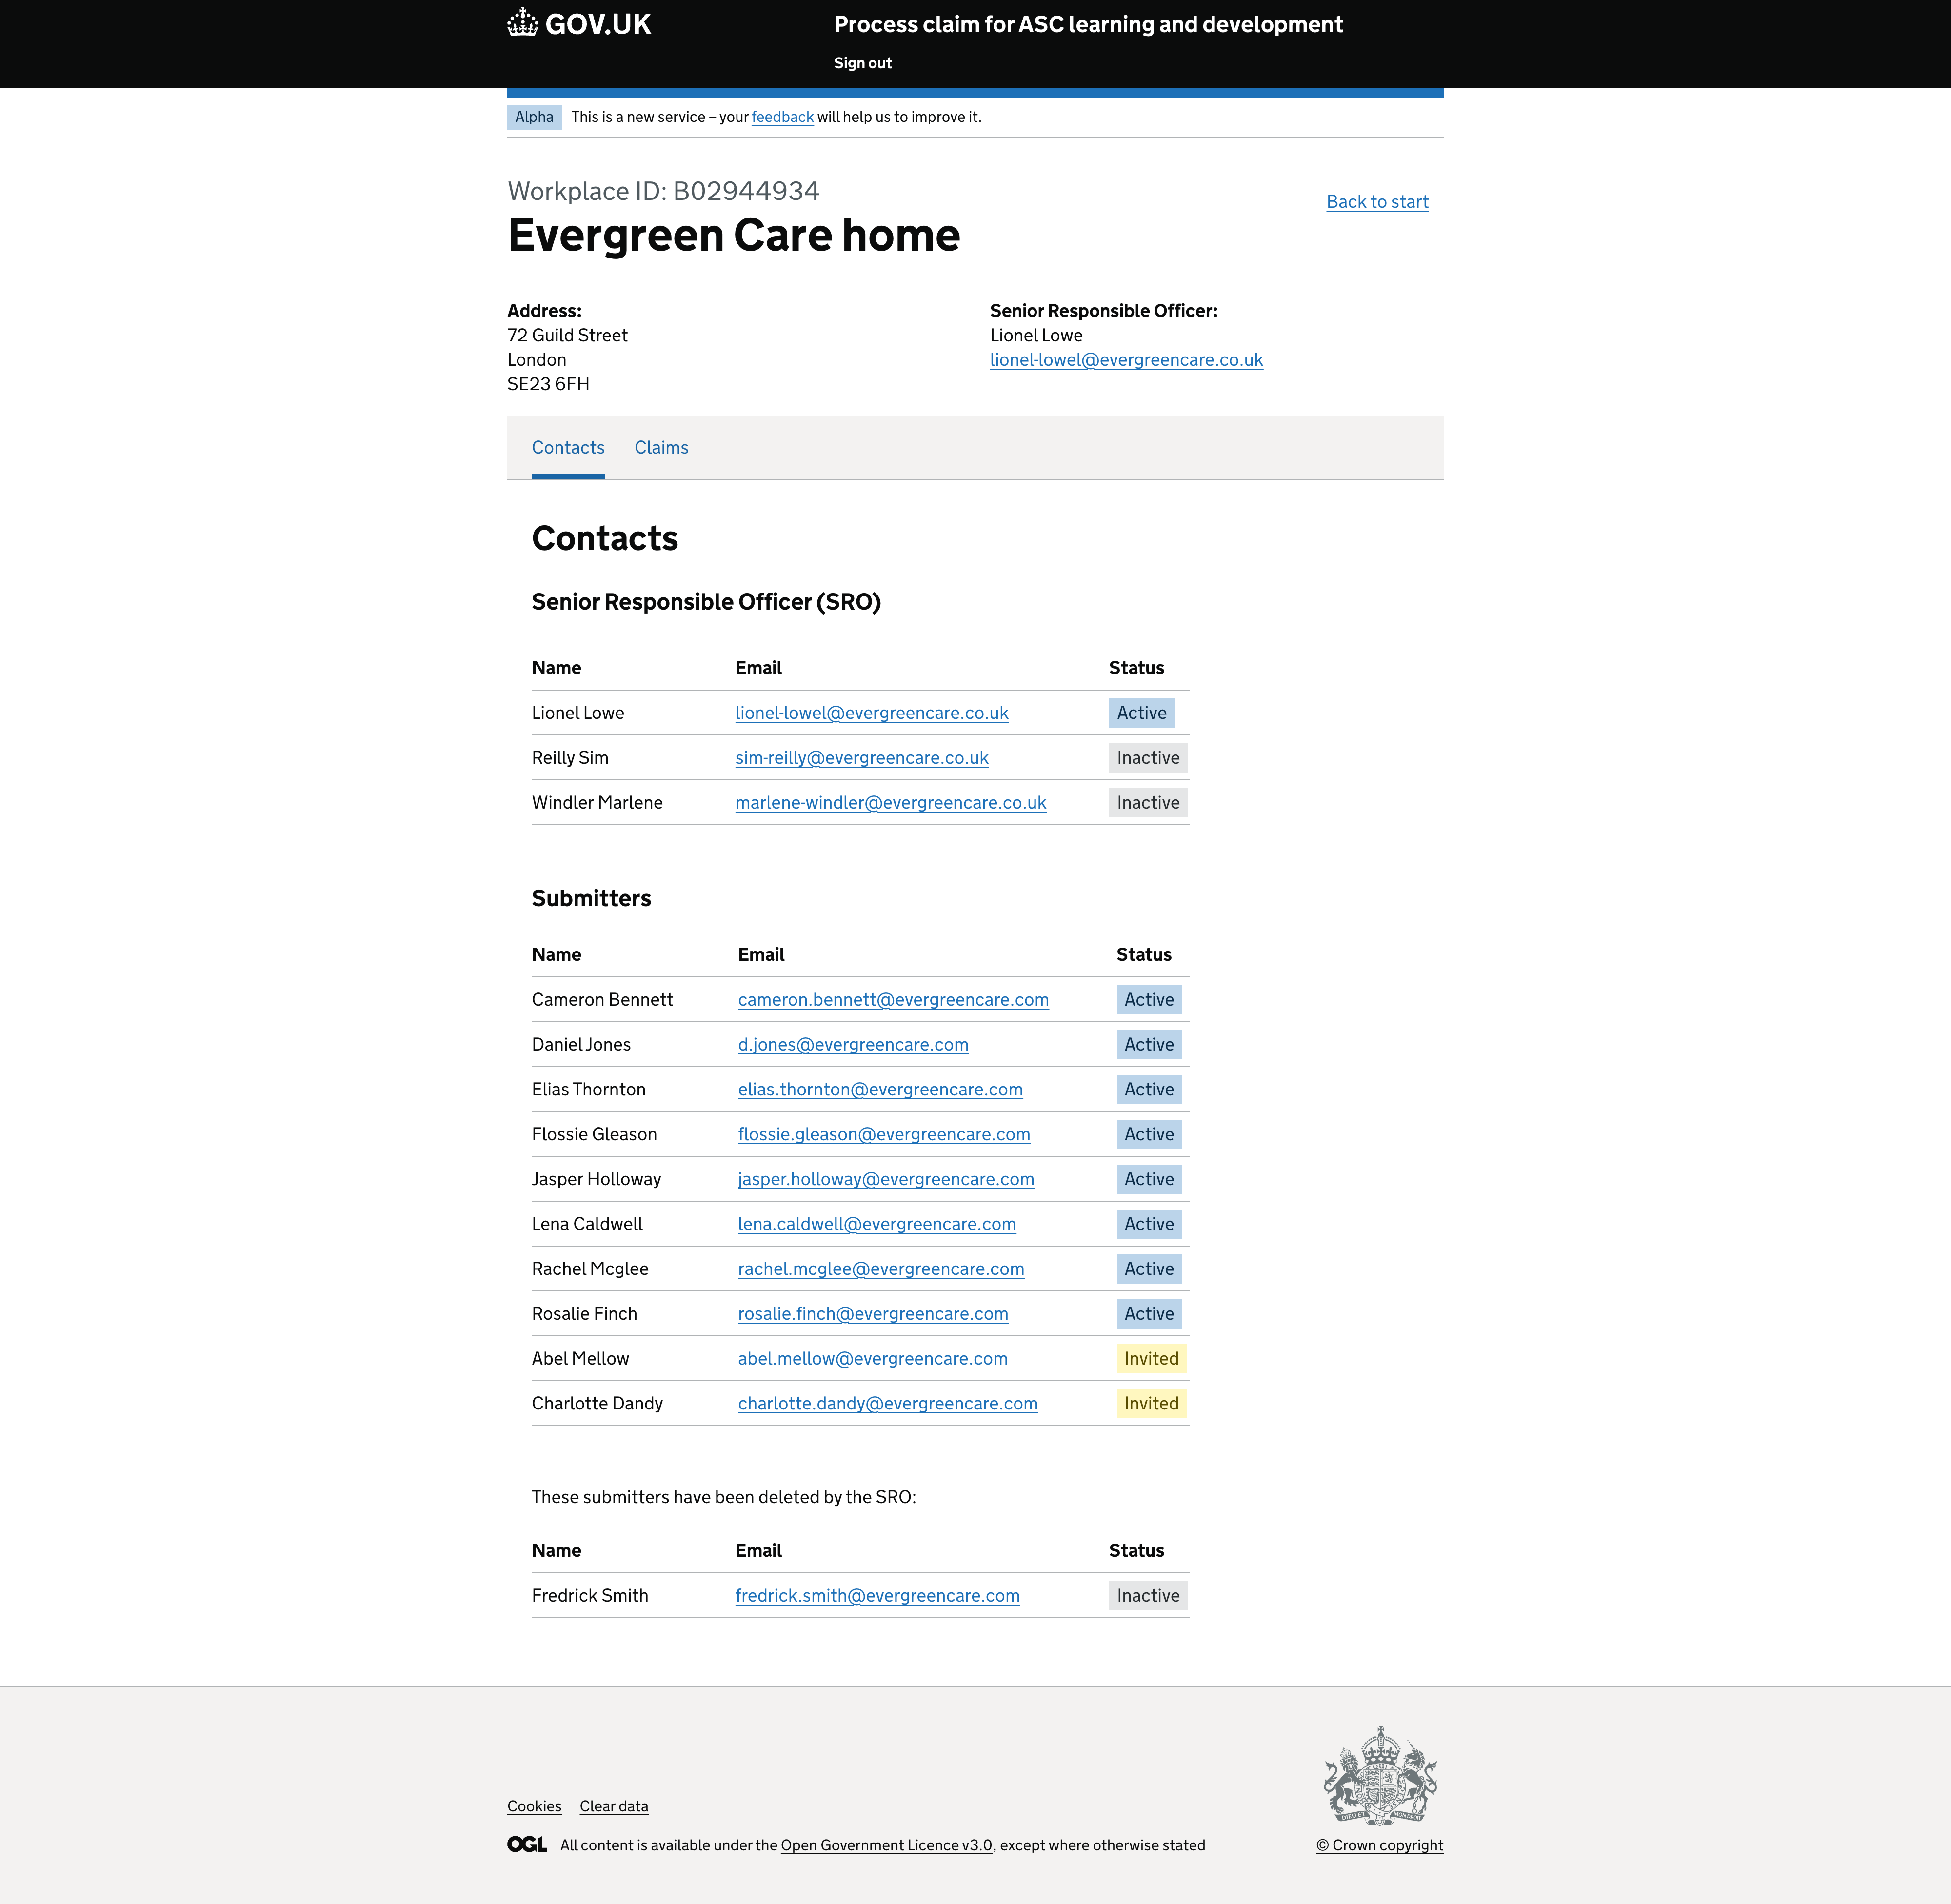 GOV.UK
Process claim for ASC learning and development
Sign out
Alpha This is a new service – your feedback will help us to improve it.
Workplace ID: B02944934
Back to start
Evergreen Care home
Address:
72 Guild Street
London
SE23 6FH
Senior Responsible Officer:
Lionel Lowe
lionel-lowel@evergreencare.co.uk
Contacts Claims
Contacts
Senior Responsible Officer (SRO)
Name Email Status
Lionel Lowe lionel-lowel@evergreencare.co.uk Active
Reilly Sim sim-reilly@evergreencare.co.uk Inactive
Windler Marlene marlene-windler@evergreencare.co.uk Inactive
Submitters
Name Email Status
Cameron Bennett cameron.bennett@evergreencare.com Active
Daniel Jones d.jones@evergreencare.com Active
Elias Thornton elias.thornton@evergreencare.com Active
Flossie Gleason flossie.gleason@evergreencare.com Active
Jasper Holloway jasper.holloway@evergreencare.com Active
Lena Caldwell lena.caldwell@evergreencare.com Active
Rachel Mcglee rachel.mcglee@evergreencare.com Active
Rosalie Finch rosalie.finch@evergreencare.com Active
Abel Mellow abel.mellow@evergreencare.com Invited
Charlotte Dandy charlotte.dandy@evergreencare.com Invited
These submitters have been deleted by the SRO:
Name Email Status
Fredrick Smith fredrick.smith@evergreencare.com Inactive
DIEU ET MON DROIT
Cookies Clear data
OGL All content is available under the Open Government Licence v3.0, except where otherwise stated
© Crown copyright